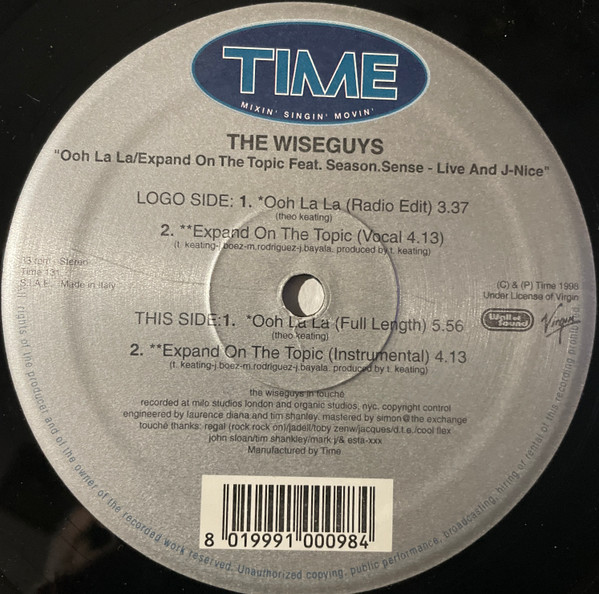 TIME
MIXIN' SINGIN' MOVIN'
THE WISEGUYS
"Ooh La La/Expand On The Topic Feat. Season.Sense - Live And J-Nice"
LOGO SIDE: 1. *Ooh La La (Radio Edit) 3.37
(theo keating)
2. **Expand On The Topic (Vocal 4.13)
(t. keating-j.boez-m.rodriguez-j.bayala. produced by t. keating)
33 rpm - Stereo
Time 131
S.I.A.E. Made in Italy
(C) & (P) Time 1998
Under License of Virgin
Wall of Sound
Virgin
THIS SIDE:1. *Ooh La La (Full Length) 5.56
(theo keating)
2. **Expand On The Topic (Instrumental) 4.13
(t. keating-j.boez-m.rodriguez-j.bayala. produced by t. keating)
the wiseguys in touché
recorded at milo studios london and organic studios, nyc. copyright control
engineered by laurence diana and tim shanley. mastered by simon@the exchange
touché thanks: regal (rock rock on)/jadell/toby zenw/jacques/d.t.e./cool flex
john sloan/tim shankley/mark j/& esta-xxx
Manufactured by Time
8 019991 000984
All rights of the producer and of the owner of the recorded work reserved. Unauthorized copying, public performance, broadcasting, hiring or rental of this recording prohibited.